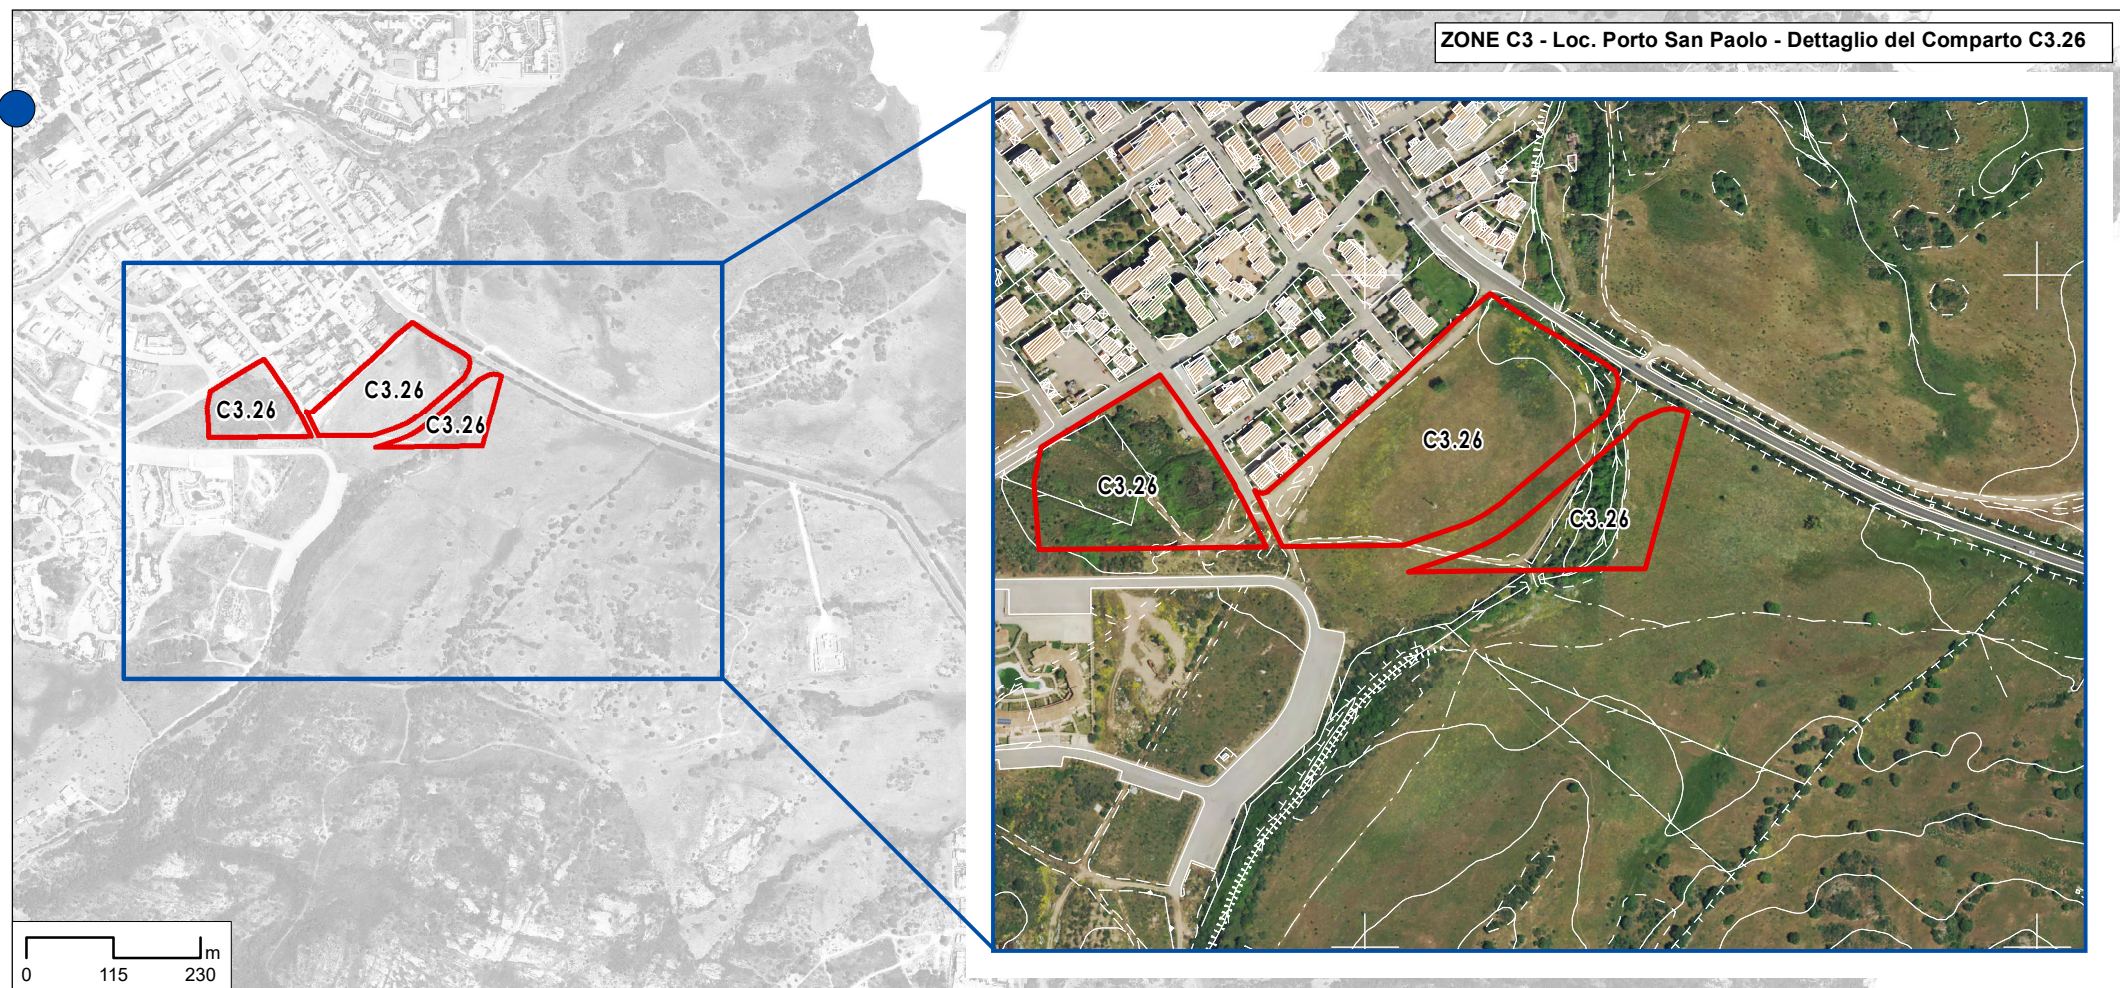 ZONE C3 - Loc. Porto San Paolo - Dettaglio del Comparto C3.26
C3.26
C3.26
C3.26
C3.26
C3.26
C3.26
m
0 115 230